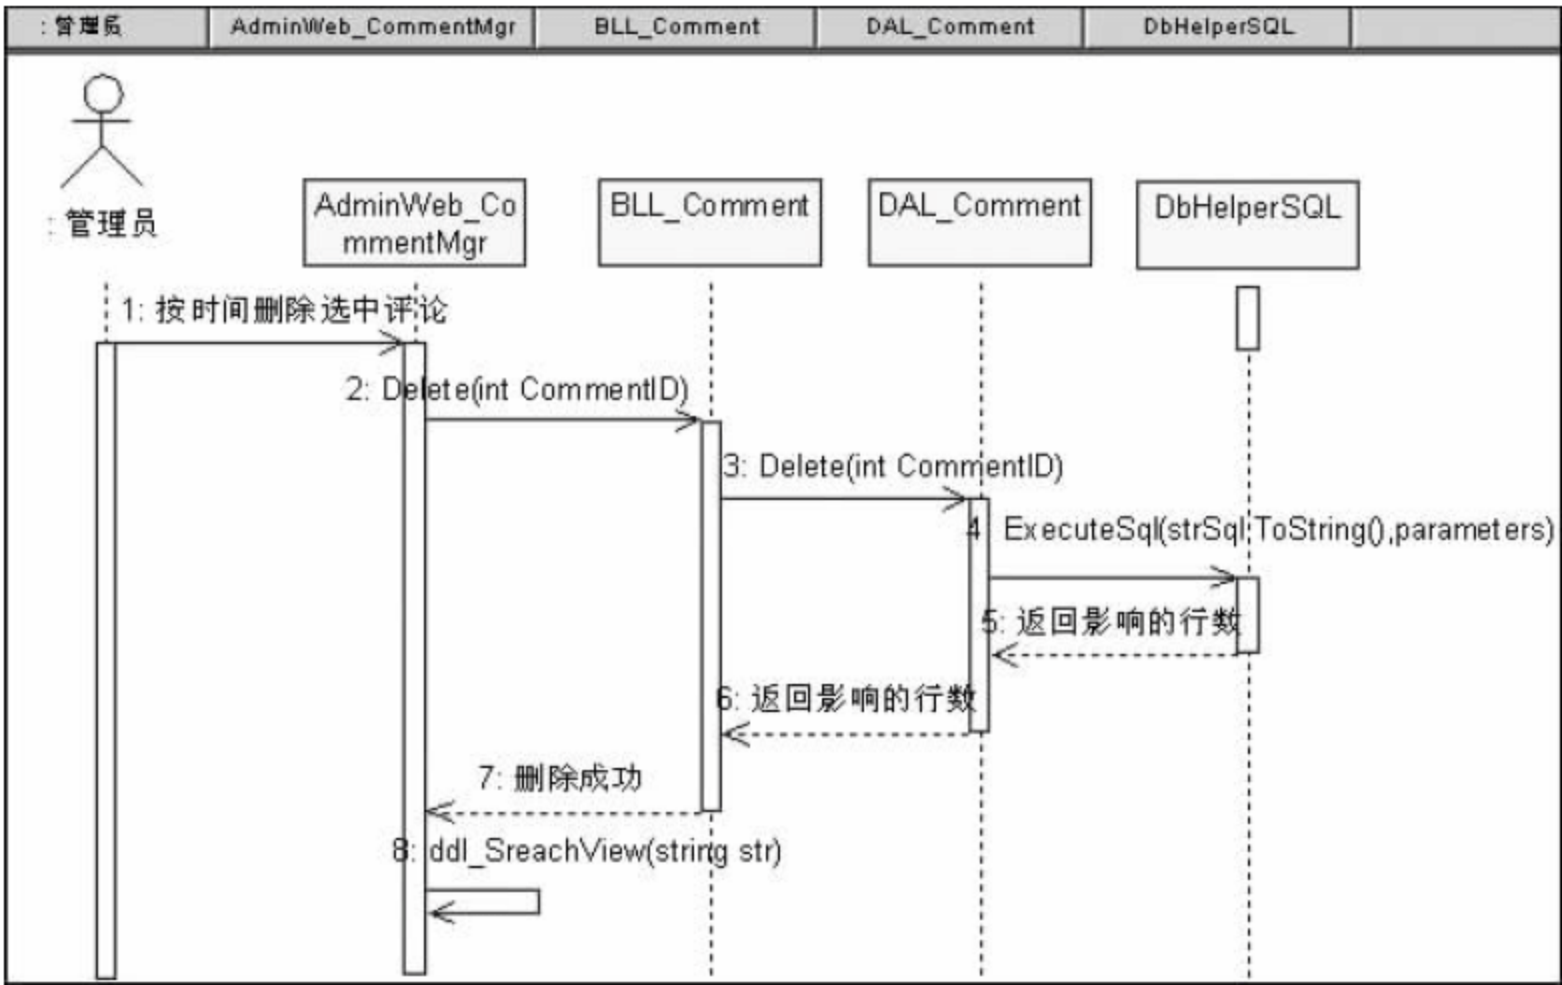 : 管理员 AdminWeb_CommentMgr BLL_Comment DAL_Comment DbHelperSQL
: 管理员
AdminWeb_Co
mmentMgr
BLL_Comment
DAL_Comment
DbHelperSQL
1: 按时间删除选中评论
2: Delete(int CommentID)
3: Delete(int CommentID)
4 ExecuteSql(strSql.ToString(),parameters)
5: 返回影响的行数
6: 返回影响的行数
7: 删除成功
8: ddl_SreachView(string str)